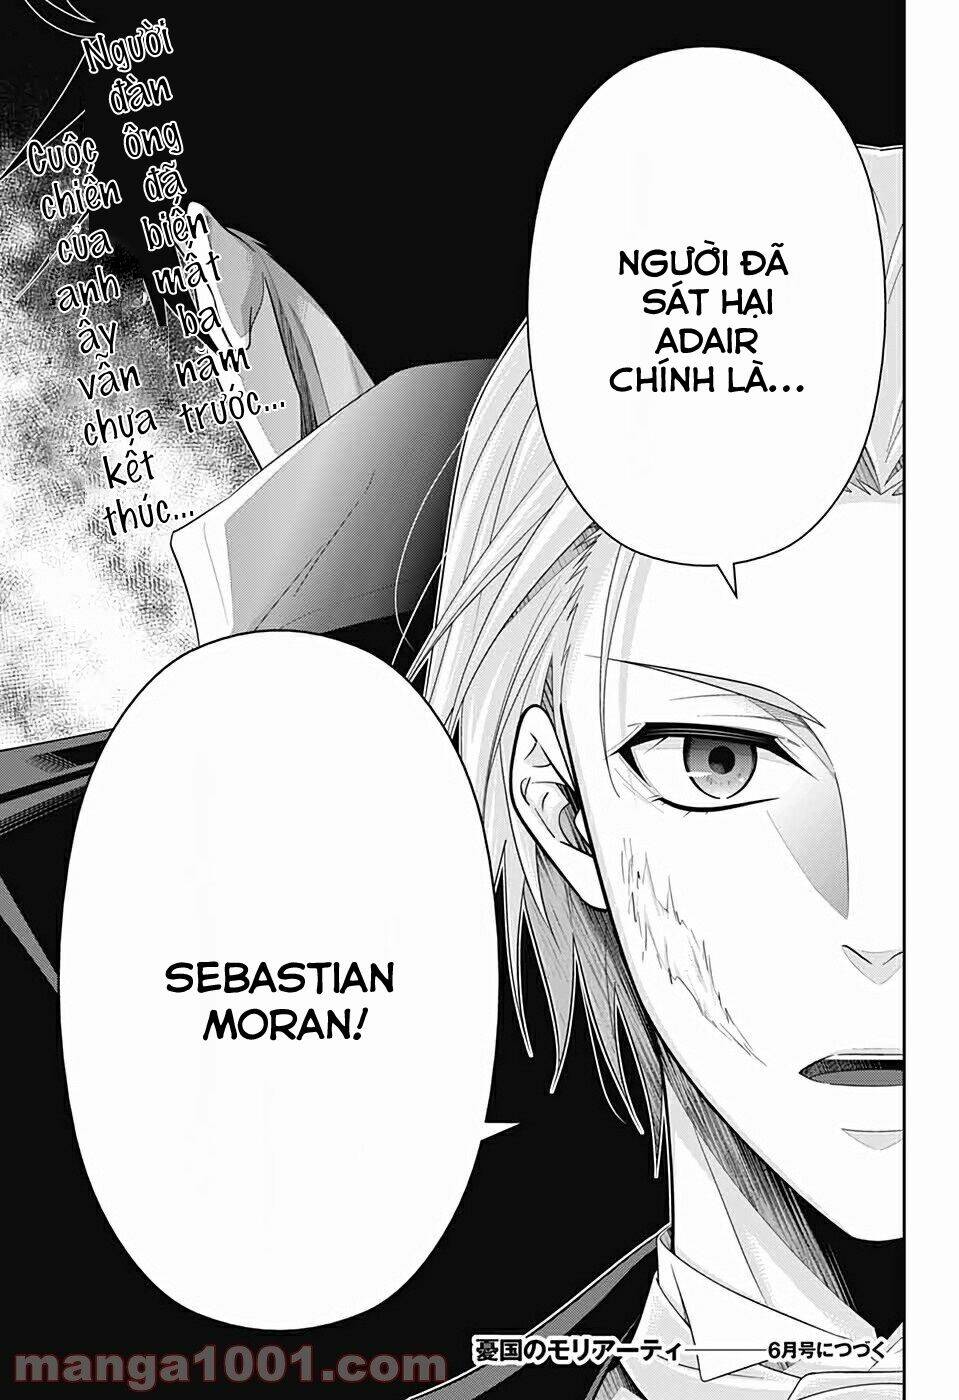 NGƯỜI ĐÃ
SÁT HẠI
ADAIR
CHÍNH LÀ...
SEBASTIAN
MORAN!
Người đàn ông đã biến mất ba năm trước...
Cuộc chiến của anh ấy vẫn chưa kết thúc...
憂国のモリアーティ
6月号につづく
manga1001.com